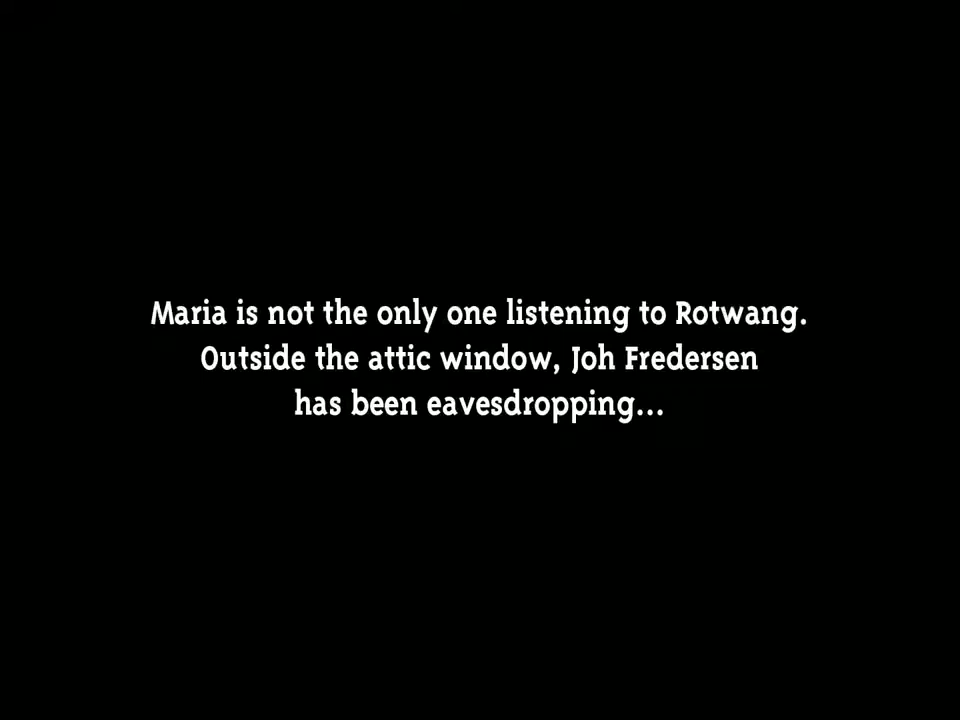 Maria is not the only one listening to Rotwang.
Outside the attic window, Joh Fredersen
has been eavesdropping...